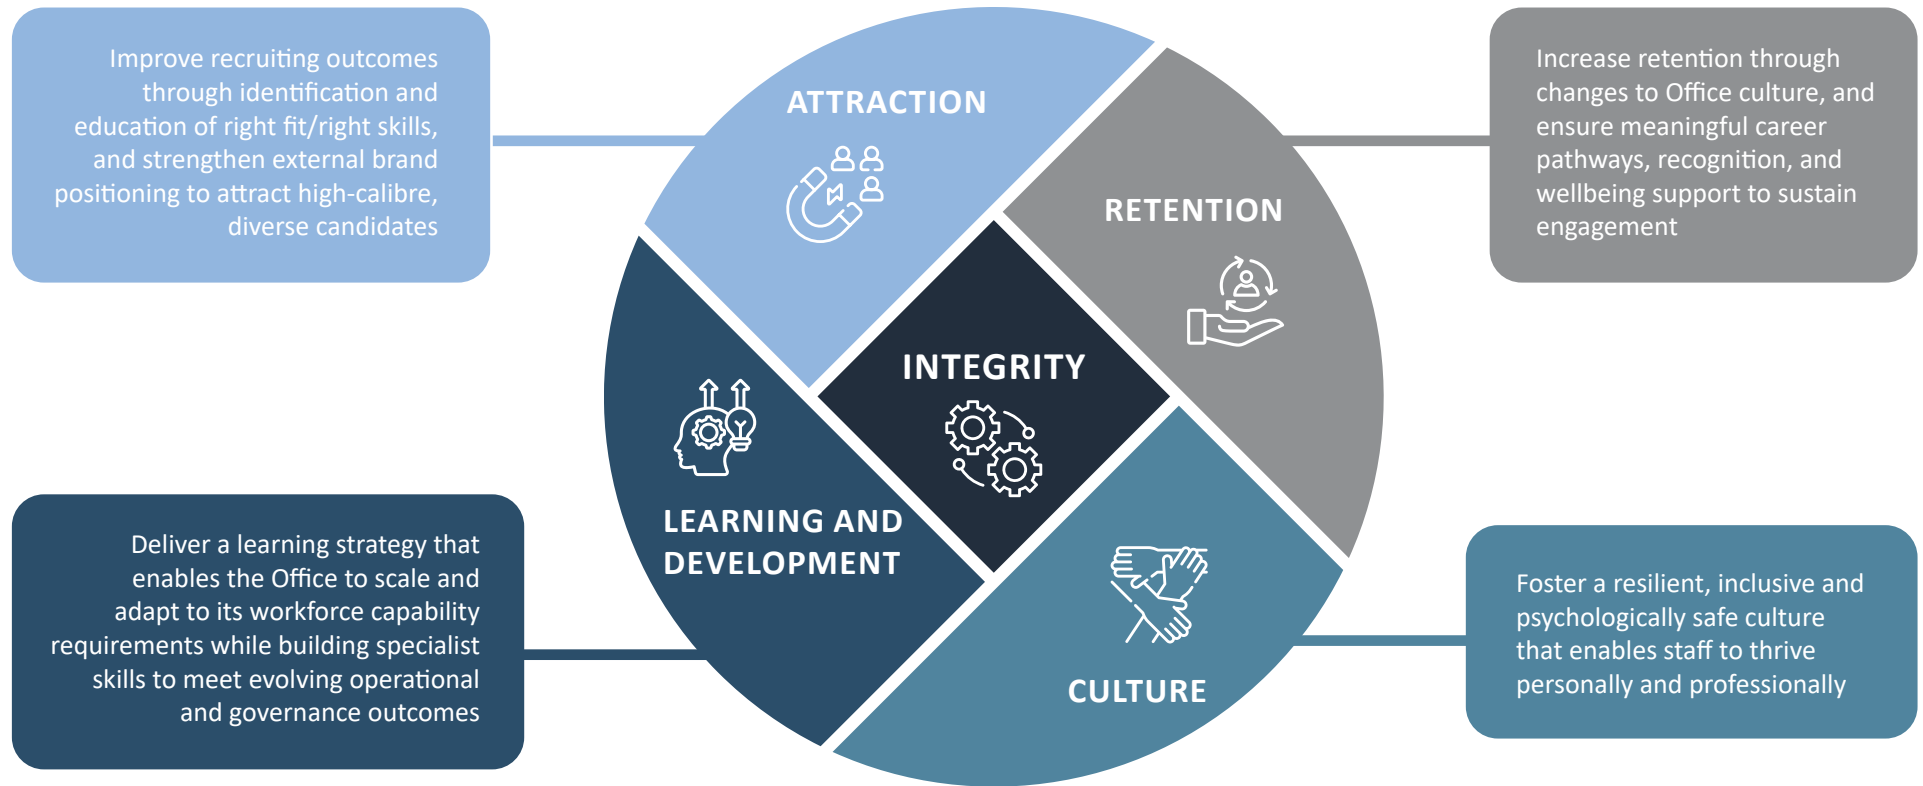 Improve recruiting outcomes
through identification and
education of right fit/right skills,
and strengthen external brand
positioning to attract high-calibre,
diverse candidates
ATTRACTION
RETENTION
Increase retention through
changes to Office culture, and
ensure meaningful career
pathways, recognition, and
wellbeing support to sustain
engagement
INTEGRITY
Deliver a learning strategy that
enables the Office to scale and
adapt to its workforce capability
requirements while building specialist
skills to meet evolving operational
and governance outcomes
LEARNING AND
DEVELOPMENT
CULTURE
Foster a resilient, inclusive and
psychologically safe culture
that enables staff to thrive
personally and professionally